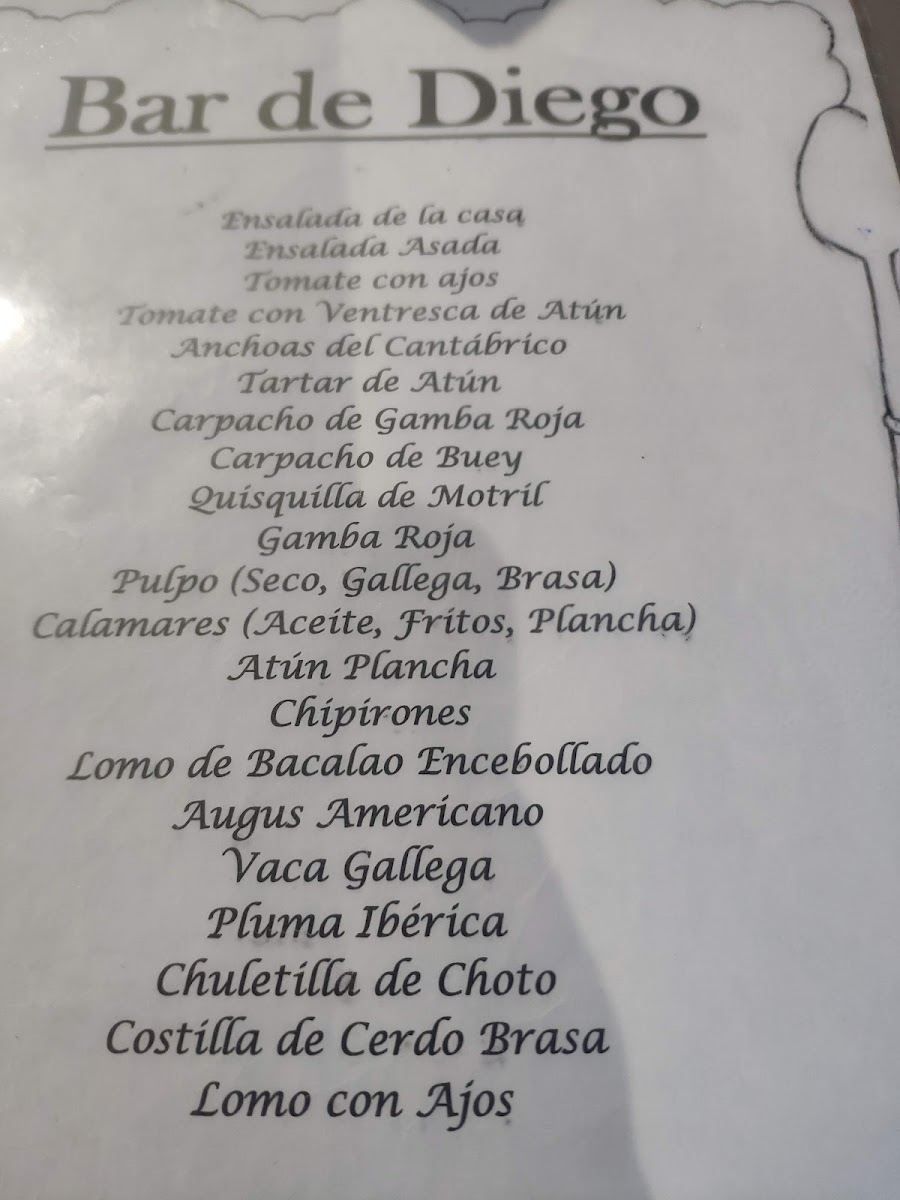 Bar de Diego
Ensalada de la casa
Ensalada Asada
Tomate con ajos
Tomate con Ventresca de Atún
Anchoas del Cantábrico
Tartar de Atún
Carpacho de Gamba Roja
Carpacho de Buey
Quisquilla de Motril
Gamba Roja
Pulpo (Seco, Gallega, Brasa)
Calamares (Aceite, Fritos, Plancha)
Atún Plancha
Chipirones
Lomo de Bacalao Encebollado
Augus Americano
Vaca Gallega
Pluma Ibérica
Chuletilla de Choto
Costilla de Cerdo Brasa
Lomo con Ajos